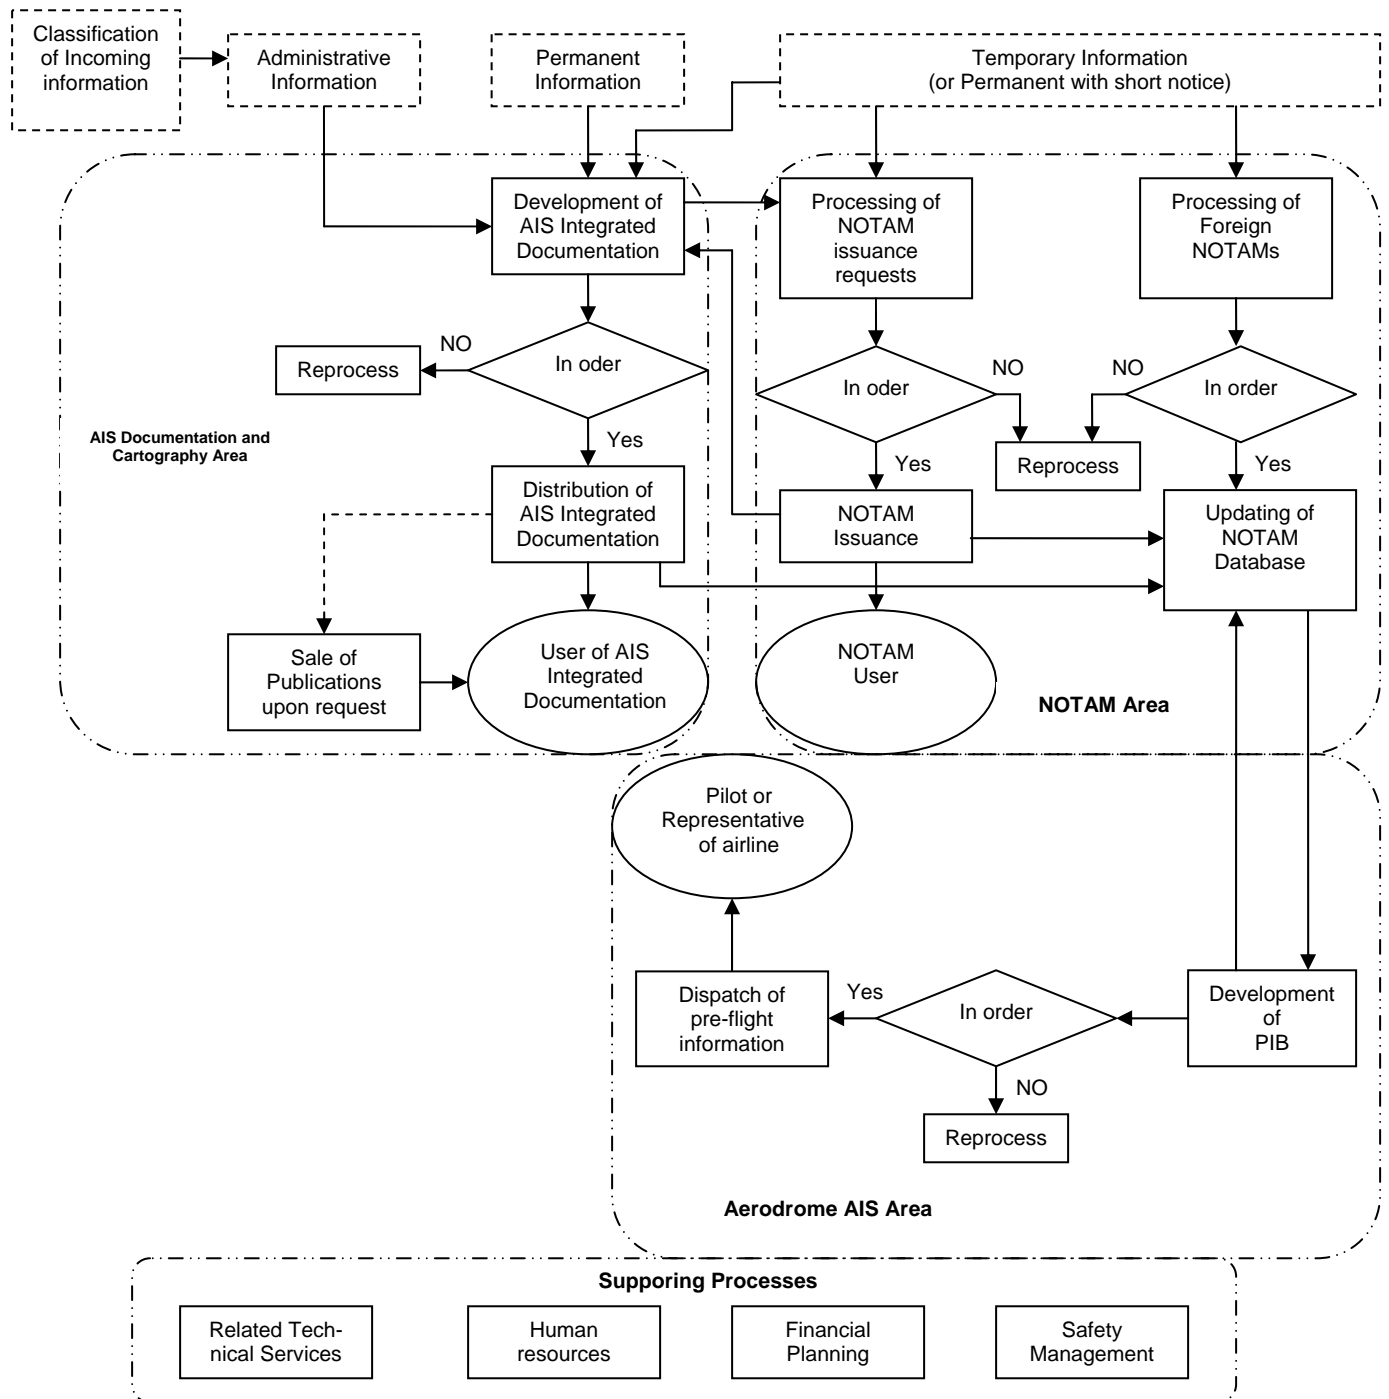 Classification
of Incoming
information
Administrative
Information
Permanent
Information
Temporary Information
(or Permanent with short notice)
Development of
AIS Integrated
Documentation
Processing of
NOTAM
issuance
requests
Processing of
Foreign
NOTAMs
NO
Reprocess
In oder
In oder
NO
NO
In order
AIS Documentation and
Cartography Area
Yes
Yes
Reprocess
Yes
Distribution of
AIS Integrated
Documentation
NOTAM
Issuance
Updating of
NOTAM
Database
Sale of
Publications
upon request
User of AIS
Integrated
Documentation
NOTAM
User
NOTAM Area
Pilot or
Representative
of airline
Dispatch of
pre-flight
information
Yes
In order
Development
of
PIB
NO
Reprocess
Aerodrome AIS Area
Supporing Processes
Related Tech-
nical Services
Human
resources
Financial
Planning
Safety
Management